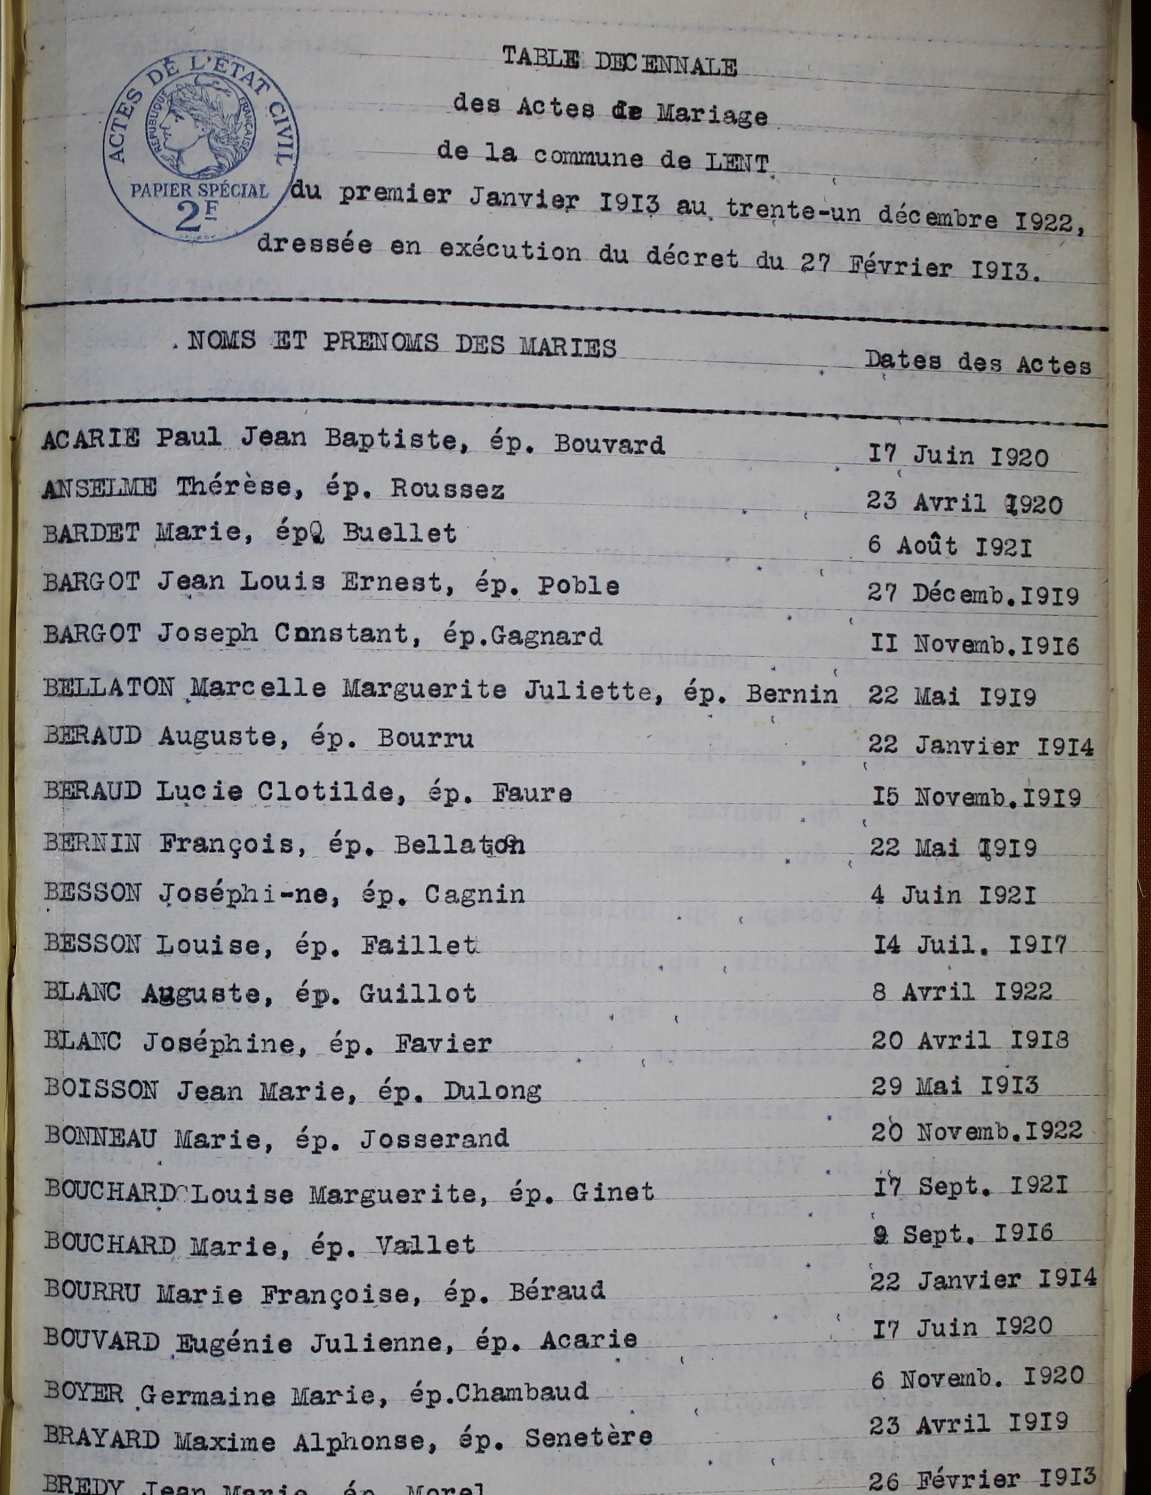 TABLE DECENNALE
des Actes de Mariage
de la commune de LENT
du premier Janvier 1913 au trente-un décembre 1922,
dressée en exécution du décret du 27 Février 1913.
ACTES DE L'ÉTAT CIVIL
RÉPUBLIQUE FRANÇAISE
PAPIER SPÉCIAL
2F
NOMS ET PRENOMS DES MARIES Dates des Actes
ACARIE Paul Jean Baptiste, ép. Bouvard 17 Juin 1920
ANSELME Thérèse, ép. Roussez 23 Avril 1920
BARDET Marie, épQ Buellet 6 Août 1921
BARGOT Jean Louis Ernest, ép. Poble 27 Décemb.1919
BARGOT Joseph Cnnstant, ép.Gagnard 11 Novemb.1916
BELLATON Marcelle Marguerite Juliette, ép. Bernin 22 Mai 1919
BERAUD Auguste, ép. Bourru 22 Janvier 1914
BERAUD Lucie Clotilde, ép. Faure 15 Novemb.1919
BERNIN François, ép. Bellaton 22 Mai 1919
BESSON Joséphi-ne, ép. Cagnin 4 Juin 1921
BESSON Louise, ép. Faillet 14 Juil. 1917
BLANC Auguste, ép. Guillot 8 Avril 1922
BLANC Joséphine, ép. Favier 20 Avril 1918
BOISSON Jean Marie, ép. Dulong 29 Mai 1913
BONNEAU Marie, ép. Josserand 20 Novemb.1922
BOUCHARD Louise Marguerite, ép. Ginet 17 Sept. 1921
BOUCHARD Marie, ép. Vallet 9 Sept. 1916
BOURRU Marie Françoise, ép. Béraud 22 Janvier 1914
BOUVARD Eugénie Julienne, ép. Acarie 17 Juin 1920
BOYER Germaine Marie, ép.Chambaud 6 Novemb. 1920
BRAYARD Maxime Alphonse, ép. Senetère 23 Avril 1919
BREDY Jean Marie, ép. Morel 26 Février 1913